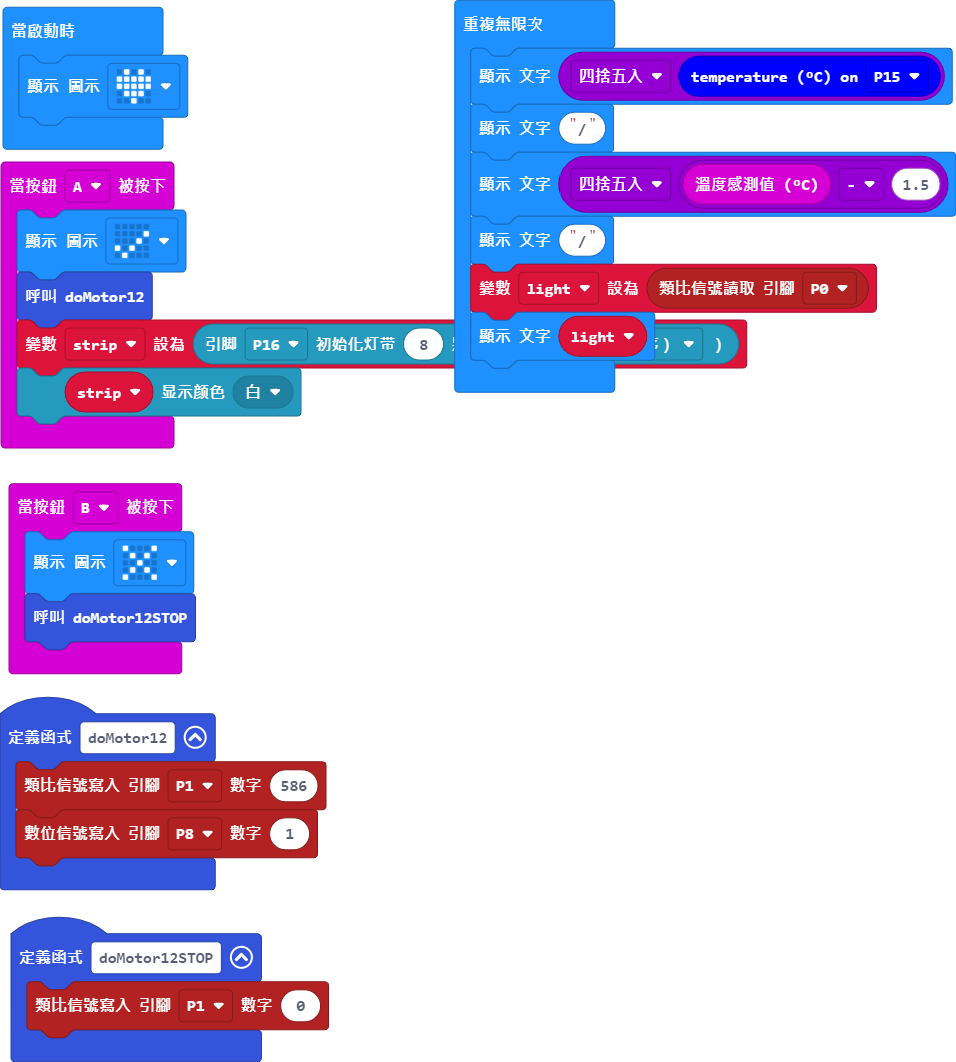 當啟動時
顯示 圖示
當按鈕 A 被按下
顯示 圖示
呼叫 doMotor12
變數 strip 設為 引脚 P16 初始化灯带 8 )
strip 显示颜色 白
重複無限次
顯示 文字 四捨五入 temperature (ºC) on P15
顯示 文字 "/"
顯示 文字 四捨五入 溫度感測值 (ºC) - 1.5
顯示 文字 "/"
變數 light 設為 類比信號讀取 引腳 P0
顯示 文字 light
當按鈕 B 被按下
顯示 圖示
呼叫 doMotor12STOP
定義函式 doMotor12
類比信號寫入 引腳 P1 數字 586
數位信號寫入 引腳 P8 數字 1
定義函式 doMotor12STOP
類比信號寫入 引腳 P1 數字 0